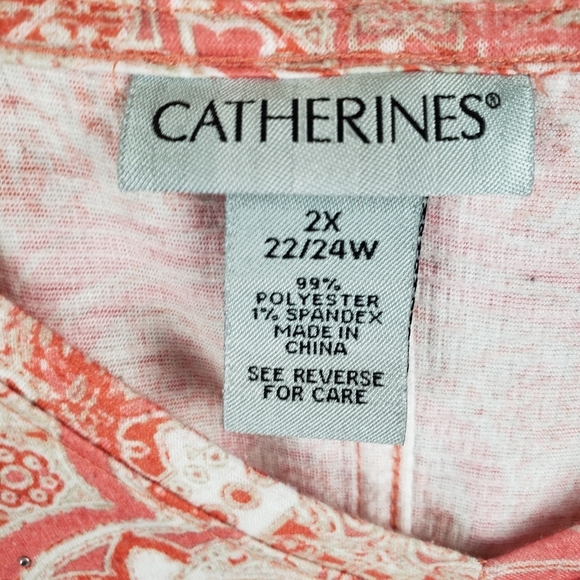 CATHERINES®
2X
22/24W
99%
POLYESTER
1% SPANDEX
MADE IN
CHINA
SEE REVERSE
FOR CARE